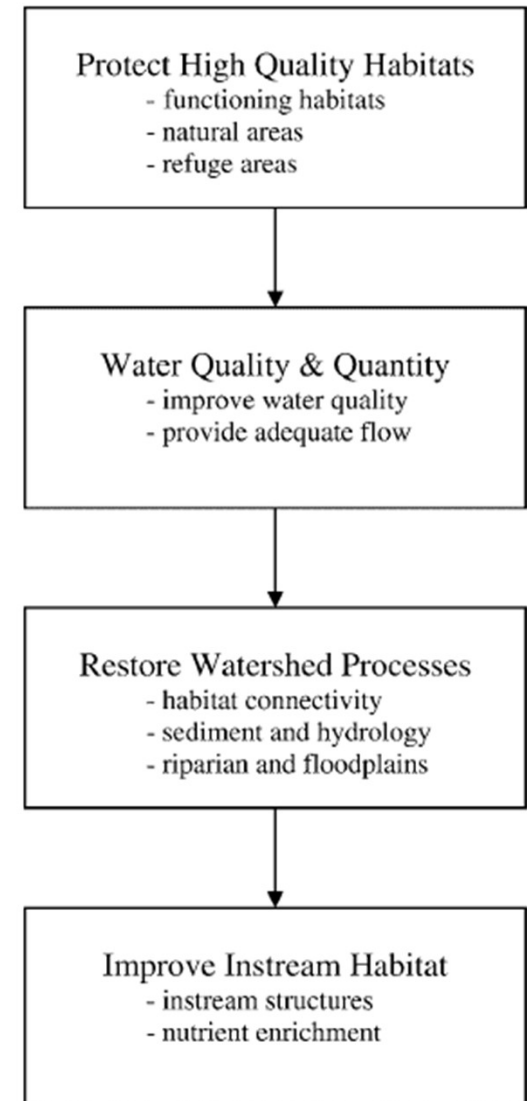 Protect High Quality Habitats
- functioning habitats
- natural areas
- refuge areas
Water Quality & Quantity
- improve water quality
- provide adequate flow
Restore Watershed Processes
- habitat connectivity
- sediment and hydrology
- riparian and floodplains
Improve Instream Habitat
- instream structures
- nutrient enrichment